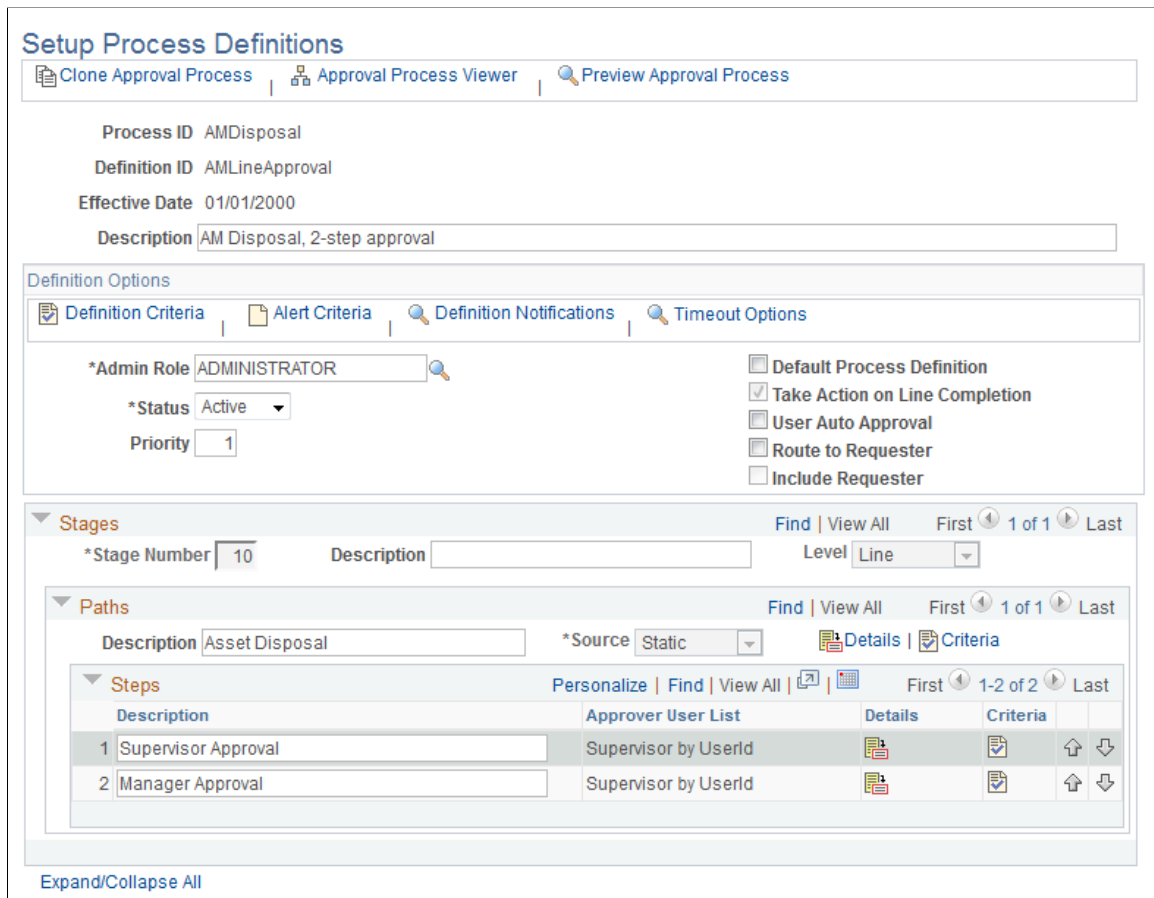 Setup Process Definitions
Clone Approval Process | Approval Process Viewer | Preview Approval Process
Process ID AMDisposal
Definition ID AMLineApproval
Effective Date 01/01/2000
Description AM Disposal, 2-step approval
Definition Options
Definition Criteria | Alert Criteria | Definition Notifications | Timeout Options
*Admin Role ADMINISTRATOR
Default Process Definition
Take Action on Line Completion
*Status Active
User Auto Approval
Priority 1
Route to Requester
Include Requester
Stages Find | View All First 1 of 1 Last
*Stage Number 10 Description Level Line
Paths Find | View All First 1 of 1 Last
Description Asset Disposal *Source Static Details | Criteria
Steps Personalize | Find | View All | | First 1-2 of 2 Last
Description Approver User List Details Criteria
1 Supervisor Approval Supervisor by UserId
2 Manager Approval Supervisor by UserId
Expand/Collapse All